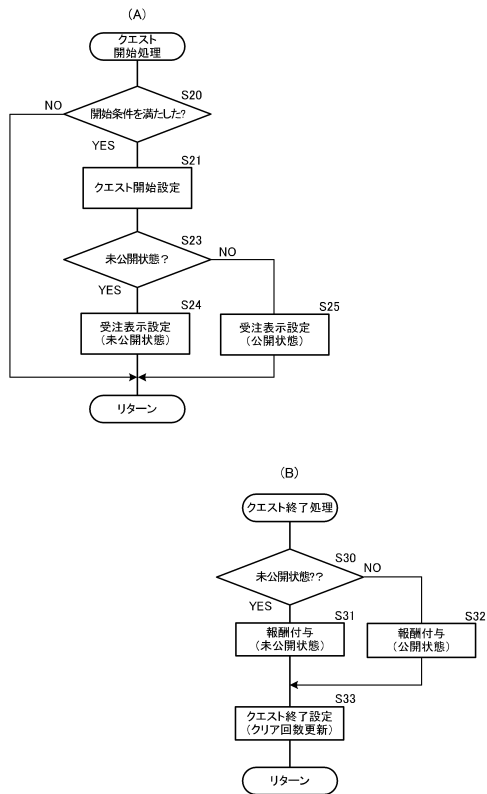 (A)
クエスト
開始処理
S20
NO
開始条件を満たした?
YES
S21
クエスト開始設定
S23
未公開状態?
NO
YES
S24
受注表示設定
(未公開状態)
S25
受注表示設定
(公開状態)
リターン
(B)
クエスト終了処理
S30
未公開状態??
NO
YES
S31
報酬付与
(未公開状態)
S32
報酬付与
(公開状態)
S33
クエスト終了設定
(クリア回数更新)
リターン